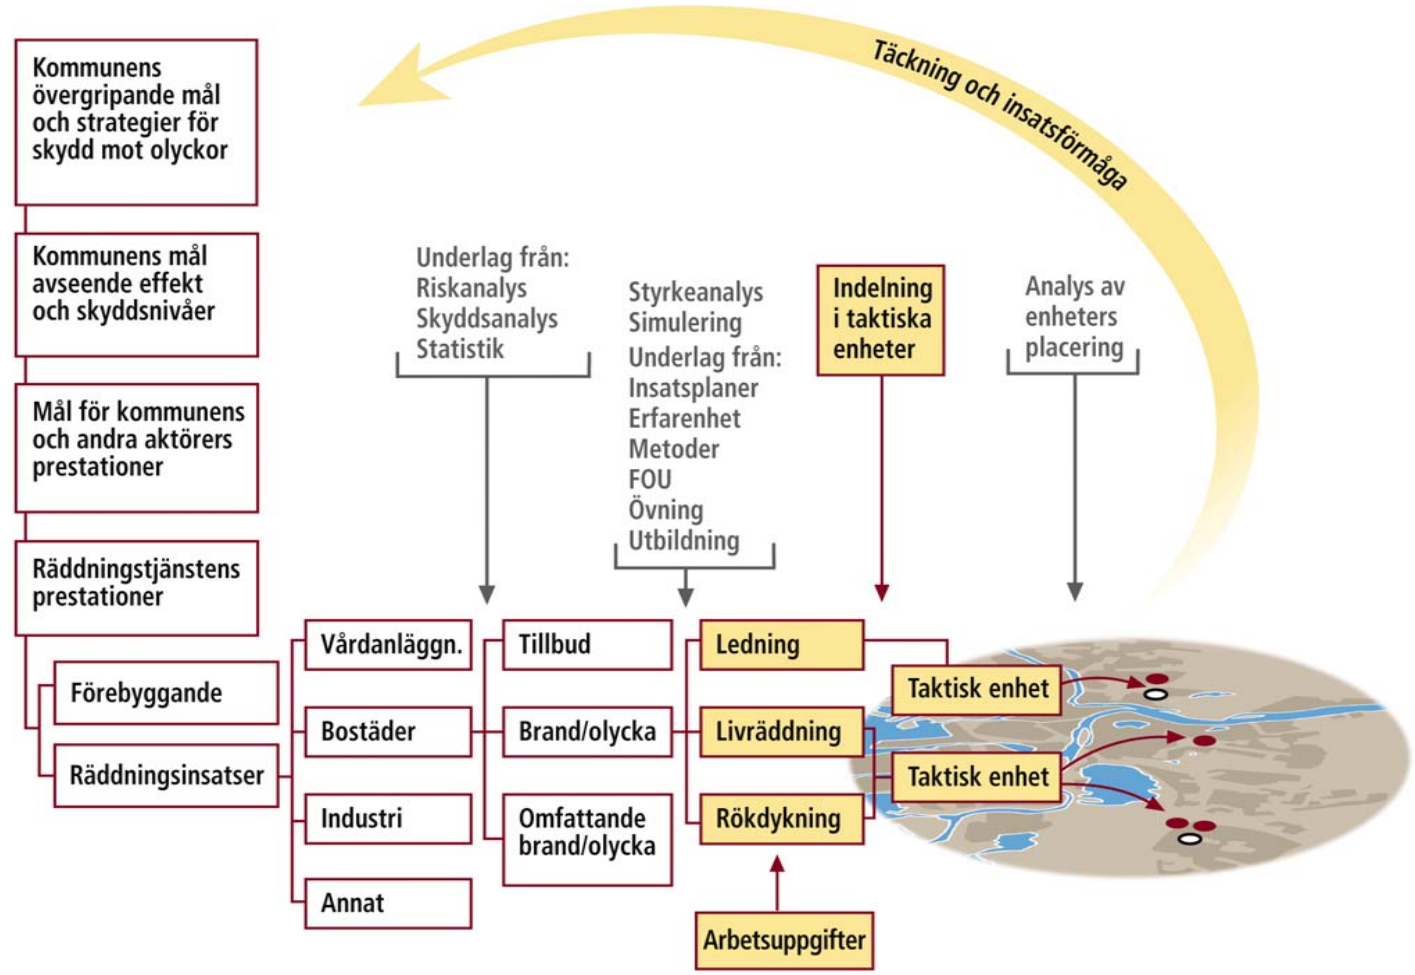 Täckning och insatsförmåga
Kommunens
övergripande mål
och strategier för
skydd mot olyckor
Kommunens mål
avseende effekt
och skyddsnivåer
Mål för kommunens
och andra aktörers
prestationer
Räddningstjänstens
prestationer
Förebyggande
Räddningsinsatser
Underlag från:
Riskanalys
Skyddsanalys
Statistik
Styrkeanalys
Simulering
Underlag från:
Insatsplaner
Erfarenhet
Metoder
FOU
Övning
Utbildning
Indelning
i taktiska
enheter
Analys av
enheters
placering
Vårdanläggn.
Bostäder
Industri
Annat
Tillbud
Brand/olycka
Omfattande
brand/olycka
Ledning
Livräddning
Rökdykning
Arbetsuppgifter
Taktisk enhet
Taktisk enhet